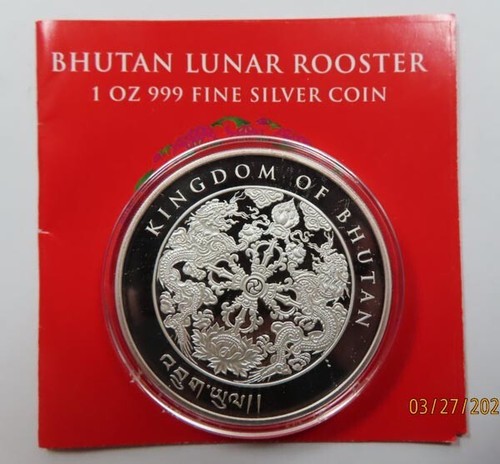 BHUTAN LUNAR ROOSTER
1 OZ 999 FINE SILVER COIN
KINGDOM OF BHUTAN
འབྲུག་ཡུལ།།
03/27/202